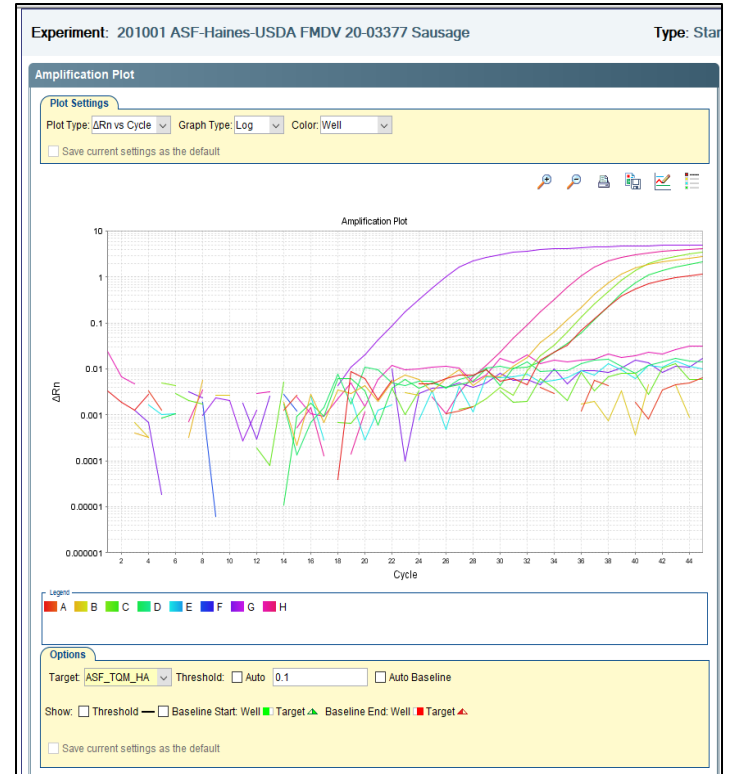 Experiment: 201001 ASF-Haines-USDA FMDV 20-03377 Sausage Type: Star
Amplification Plot
Plot Settings
Plot Type: ΔRn vs Cycle Graph Type: Log Color: Well
Save current settings as the default
Amplification Plot
10
1
0.1
0.01
0.001
0.0001
0.00001
0.000001
ΔRn
2 4 6 8 10 12 14 16 18 20 22 24 26 28 30 32 34 36 38 40 42 44
Cycle
Legend
A B C D E F G H
Options
Target: ASF_TQM_HA Threshold: Auto 0.1 Auto Baseline
Show: Threshold Baseline Start: Well Target Baseline End: Well Target
Save current settings as the default